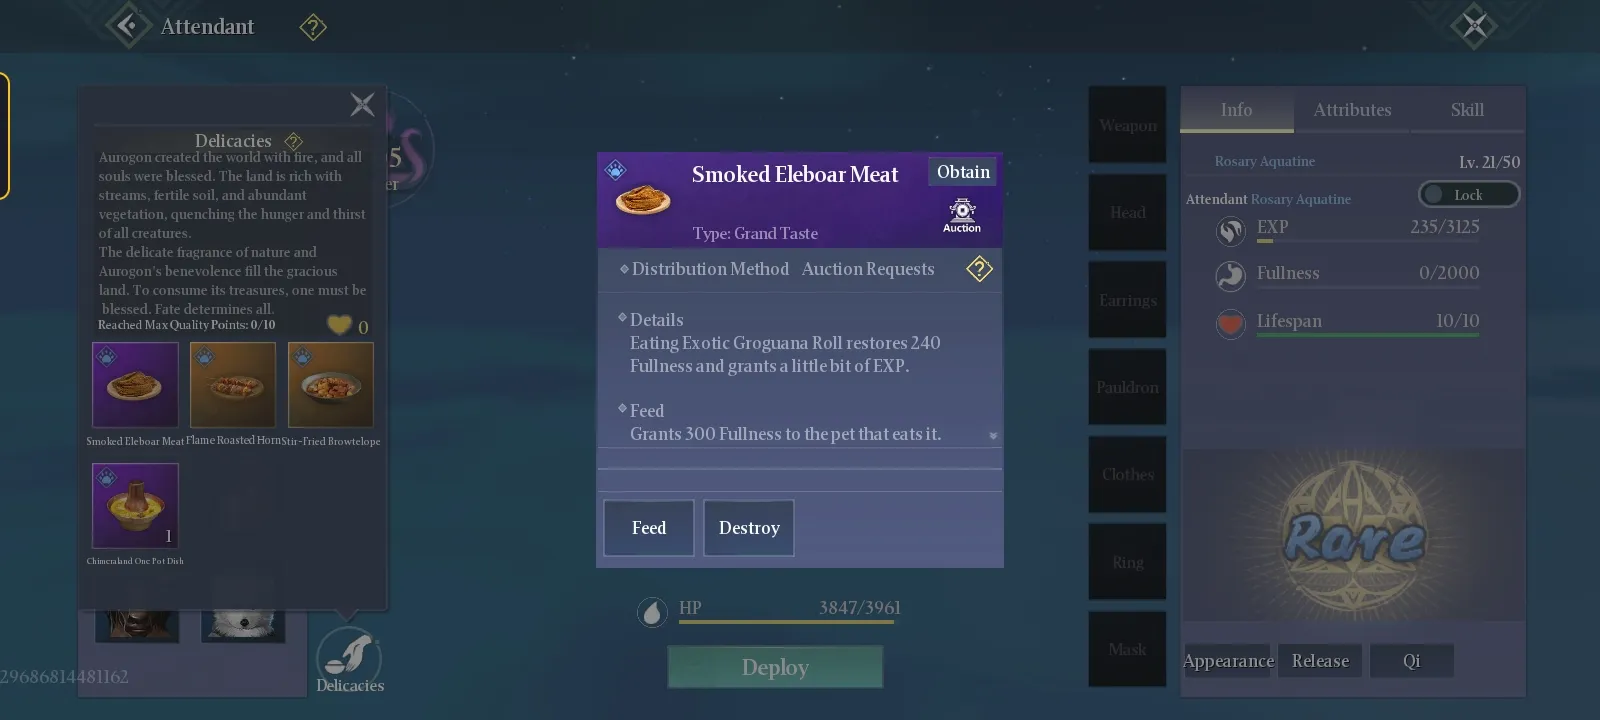 Attendant
?
Delicacies ?
Aurogon created the world with fire, and all
souls were blessed. The land is rich with
streams, fertile soil, and abundant
vegetation, quenching the hunger and thirst
of all creatures.
The delicate fragrance of nature and
Aurogon's benevolence fill the gracious
land. To consume its treasures, one must be
blessed. Fate determines all.
Reached Max Quality Points: 0/10
0
Smoked Eleboar Meat
Flame Roasted Horn
Stir-Fried Browtelope
1
Chimeraland One Pot Dish
Delicacies
29686814481162
5
er
Smoked Eleboar Meat
Obtain
Auction
Type: Grand Taste
Distribution Method Auction Requests
?
Details
Eating Exotic Groguana Roll restores 240
Fullness and grants a little bit of EXP.
Feed
Grants 300 Fullness to the pet that eats it.
Feed
Destroy
HP 3847/3961
Deploy
Weapon
Head
Earrings
Pauldron
Clothes
Ring
Mask
Info
Attributes
Skill
Rosary Aquatine
Lv. 21/50
Attendant Rosary Aquatine
Lock
EXP 235/3125
Fullness 0/2000
Lifespan 10/10
Rare
Appearance
Release
Qi